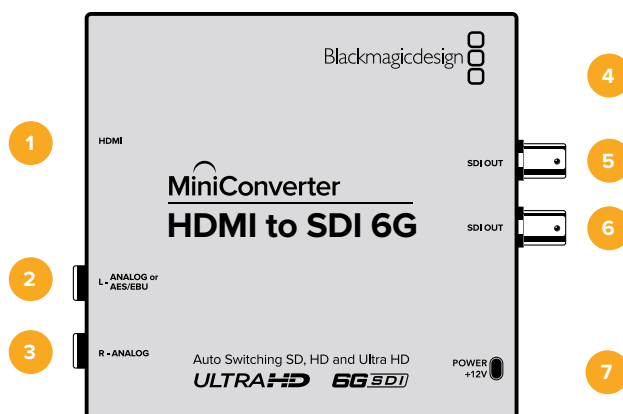 Blackmagicdesign
4
1
HDMI
SDI OUT
5
MiniConverter
HDMI to SDI 6G
SDI OUT
6
2
L - ANALOG or
AES/EBU
3
R - ANALOG
Auto Switching SD, HD and Ultra HD
ULTRA HD 6G SDI
POWER
+12V
7